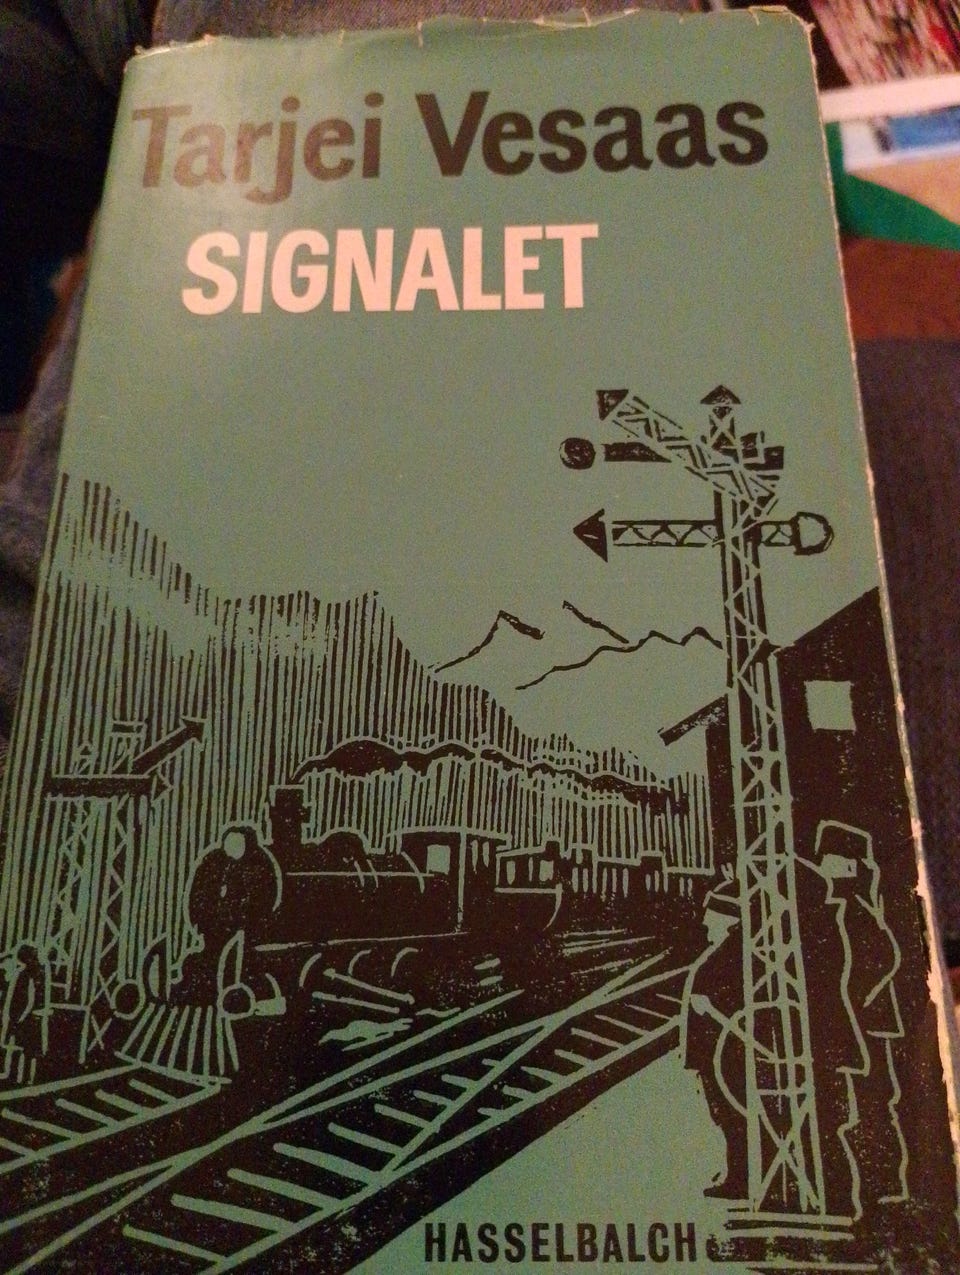 Tarjei Vesaas
SIGNALET
HASSELBALCH